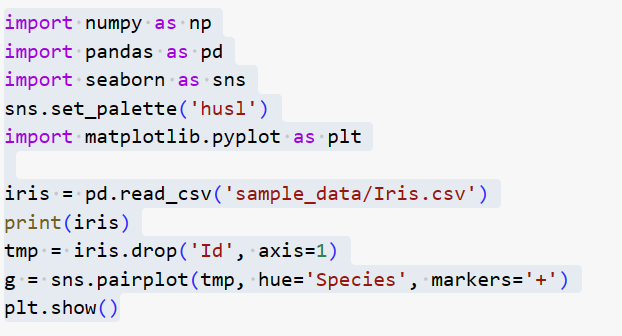 import numpy as np
import pandas as pd
import seaborn as sns
sns.set_palette('husl')
import matplotlib.pyplot as plt

iris = pd.read_csv('sample_data/Iris.csv')
print(iris)
tmp = iris.drop('Id', axis=1)
g = sns.pairplot(tmp, hue='Species', markers='+')
plt.show()